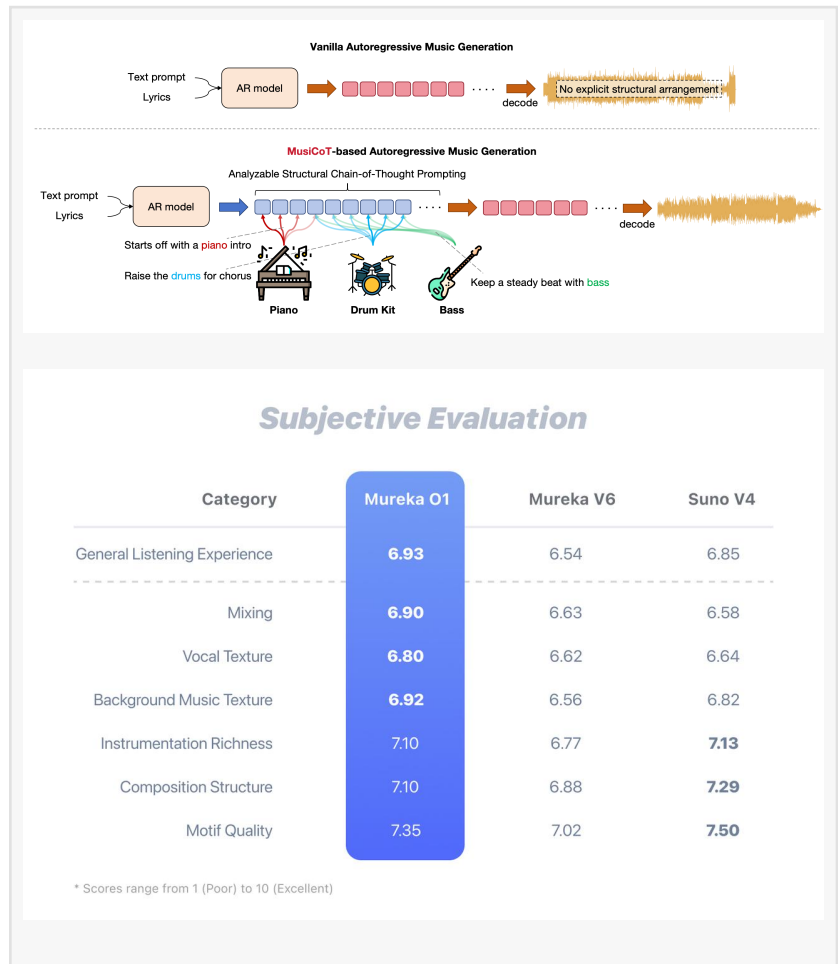 Vanilla Autoregressive Music Generation
Text prompt
Lyrics
AR model
. . . .
decode
No explicit structural arrangement
MusiCoT-based Autoregressive Music Generation
Analyzable Structural Chain-of-Thought Prompting
Text prompt
Lyrics
AR model
. . . .
. . . .
decode
Starts off with a piano intro
Raise the drums for chorus
Keep a steady beat with bass
Piano Drum Kit Bass
Subjective Evaluation
Category Mureka O1 Mureka V6 Suno V4
General Listening Experience 6.93 6.54 6.85
Mixing 6.90 6.63 6.58
Vocal Texture 6.80 6.62 6.64
Background Music Texture 6.92 6.56 6.82
Instrumentation Richness 7.10 6.77 7.13
Composition Structure 7.10 6.88 7.29
Motif Quality 7.35 7.02 7.50
* Scores range from 1 (Poor) to 10 (Excellent)